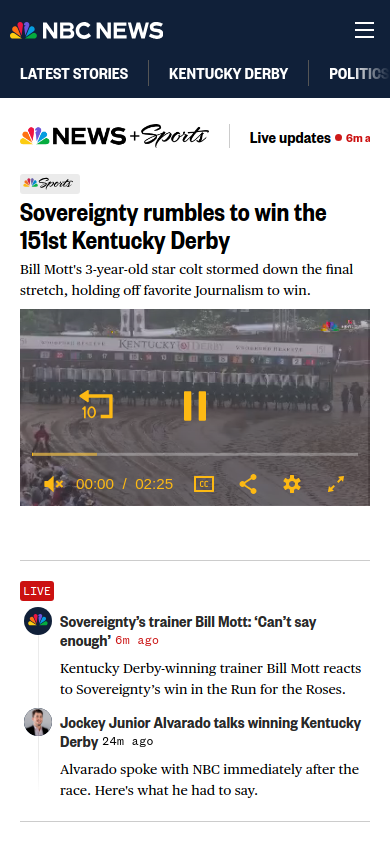 NBC NEWS
LATEST STORIES
KENTUCKY DERBY
POLITICS
NEWS + Sports
Live updates
6m a
Sports
Sovereignty rumbles to win the
151st Kentucky Derby
Bill Mott's 3-year-old star colt stormed down the final
stretch, holding off favorite Journalism to win.
KENTUCKY DERBY
10
00:00 / 02:25
CC
LIVE
Sovereignty's trainer Bill Mott: ‘Can't say
enough’ 6m ago
Kentucky Derby-winning trainer Bill Mott reacts
to Sovereignty's win in the Run for the Roses.
Jockey Junior Alvarado talks winning Kentucky
Derby 24m ago
Alvarado spoke with NBC immediately after the
race. Here's what he had to say.